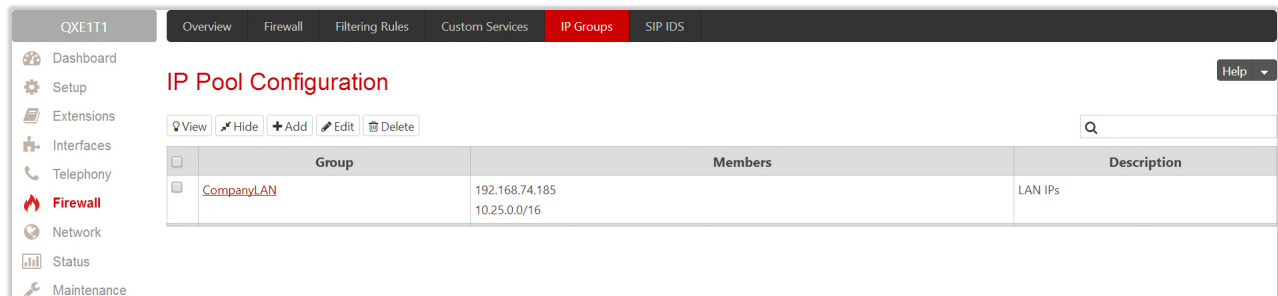 QXE1T1
Overview Firewall Filtering Rules Custom Services IP Groups SIP IDS
Dashboard
Setup
Extensions
Interfaces
Telephony
Firewall
Network
Status
Maintenance
IP Pool Configuration
Help
View Hide Add Edit Delete
Group Members Description
CompanyLAN 192.168.74.185 LAN IPs
10.25.0.0/16